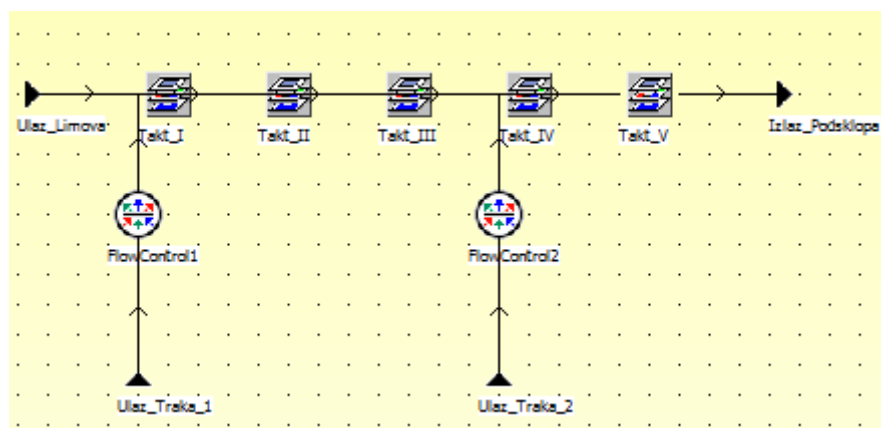 Ulaz_Limova
Takt_I
Takt_II
Takt_III
Takt_IV
Takt_V
Izlaz_Podsklopa
FlowControl1
FlowControl2
Ulaz_Traka_1
Ulaz_Traka_2